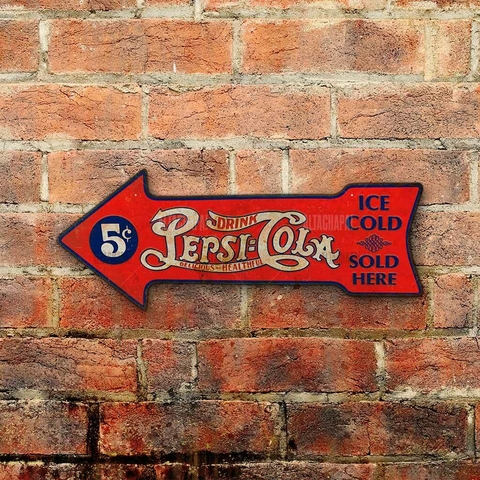 5¢
DRINK
PEPSI:COLA
DELICIOUS HEALTHFUL
ICE
COLD
SOLD
HERE